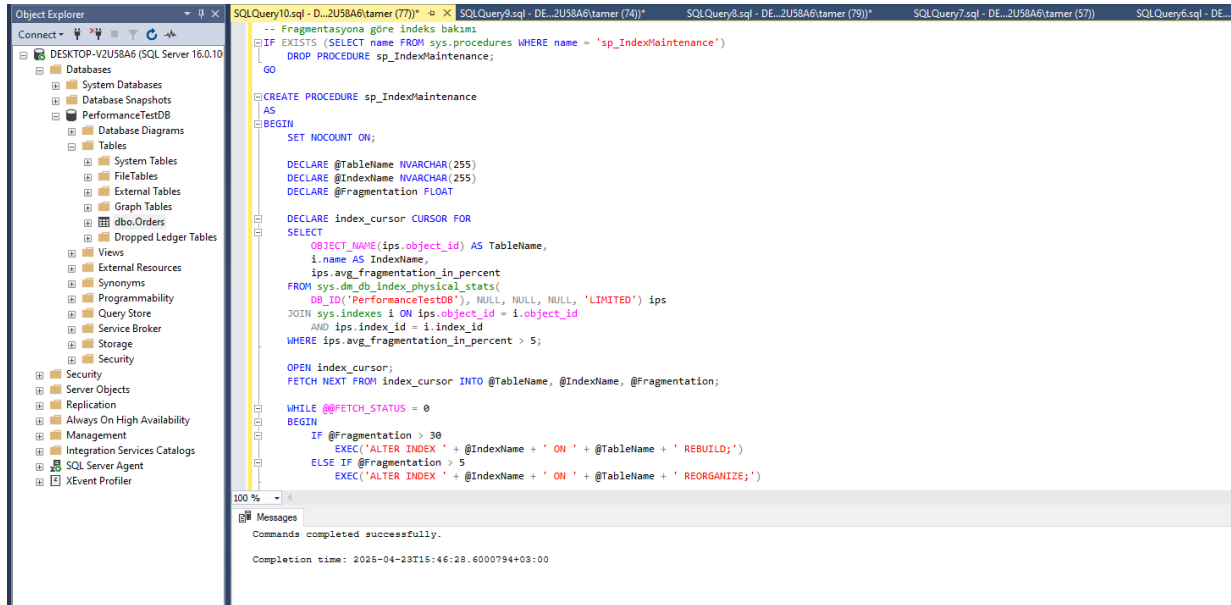 Object Explorer
Connect
DESKTOP-V2U58A6 (SQL Server 16.0.10
Databases
System Databases
Database Snapshots
PerformanceTestDB
Database Diagrams
Tables
System Tables
FileTables
External Tables
Graph Tables
dbo.Orders
Dropped Ledger Tables
Views
External Resources
Synonyms
Programmability
Query Store
Service Broker
Storage
Security
Security
Server Objects
Replication
Always On High Availability
Management
Integration Services Catalogs
SQL Server Agent
XEvent Profiler
SQLQuery10.sql - D...2U58A6\tamer (77))* SQLQuery9.sql - DE...2U58A6\tamer (74))* SQLQuery8.sql - DE...2U58A6\tamer (79))* SQLQuery7.sql - DE...2U58A6\tamer (57)) SQLQuery6.sql - DE...
-- Fragmentasyona göre indeks bakımı
IF EXISTS (SELECT name FROM sys.procedures WHERE name = 'sp_IndexMaintenance')
DROP PROCEDURE sp_IndexMaintenance;
GO
CREATE PROCEDURE sp_IndexMaintenance
AS
BEGIN
SET NOCOUNT ON;
DECLARE @TableName NVARCHAR(255)
DECLARE @IndexName NVARCHAR(255)
DECLARE @Fragmentation FLOAT
DECLARE index_cursor CURSOR FOR
SELECT
OBJECT_NAME(ips.object_id) AS TableName,
i.name AS IndexName,
ips.avg_fragmentation_in_percent
FROM sys.dm_db_index_physical_stats(
DB_ID('PerformanceTestDB'), NULL, NULL, NULL, 'LIMITED') ips
JOIN sys.indexes i ON ips.object_id = i.object_id
AND ips.index_id = i.index_id
WHERE ips.avg_fragmentation_in_percent > 5;
OPEN index_cursor;
FETCH NEXT FROM index_cursor INTO @TableName, @IndexName, @Fragmentation;
WHILE @@FETCH_STATUS = 0
BEGIN
IF @Fragmentation > 30
EXEC('ALTER INDEX ' + @IndexName + ' ON ' + @TableName + ' REBUILD;')
ELSE IF @Fragmentation > 5
EXEC('ALTER INDEX ' + @IndexName + ' ON ' + @TableName + ' REORGANIZE;')
100 %
Messages
Commands completed successfully.
Completion time: 2025-04-23T15:46:28.6000794+03:00